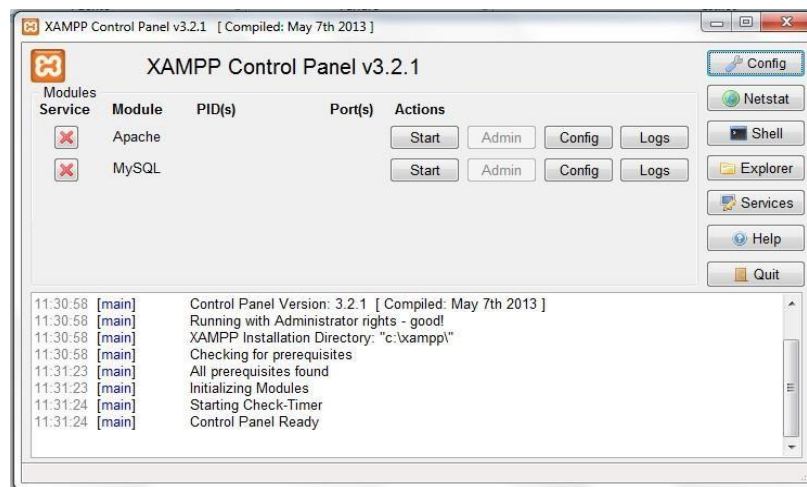 XAMPP Control Panel v3.2.1 [ Compiled: May 7th 2013 ]
XAMPP Control Panel v3.2.1
Config
Modules
Netstat
Service Module PID(s) Port(s) Actions
Apache Start Admin Config Logs
Shell
MySQL Start Admin Config Logs
Explorer
Services
Help
Quit
11:30:58 [main] Control Panel Version: 3.2.1 [ Compiled: May 7th 2013 ]
11:30:58 [main] Running with Administrator rights - good!
11:30:58 [main] XAMPP Installation Directory: "c:\xampp\"
11:30:58 [main] Checking for prerequisites
11:31:23 [main] All prerequisites found
11:31:23 [main] Initializing Modules
11:31:24 [main] Starting Check-Timer
11:31:24 [main] Control Panel Ready